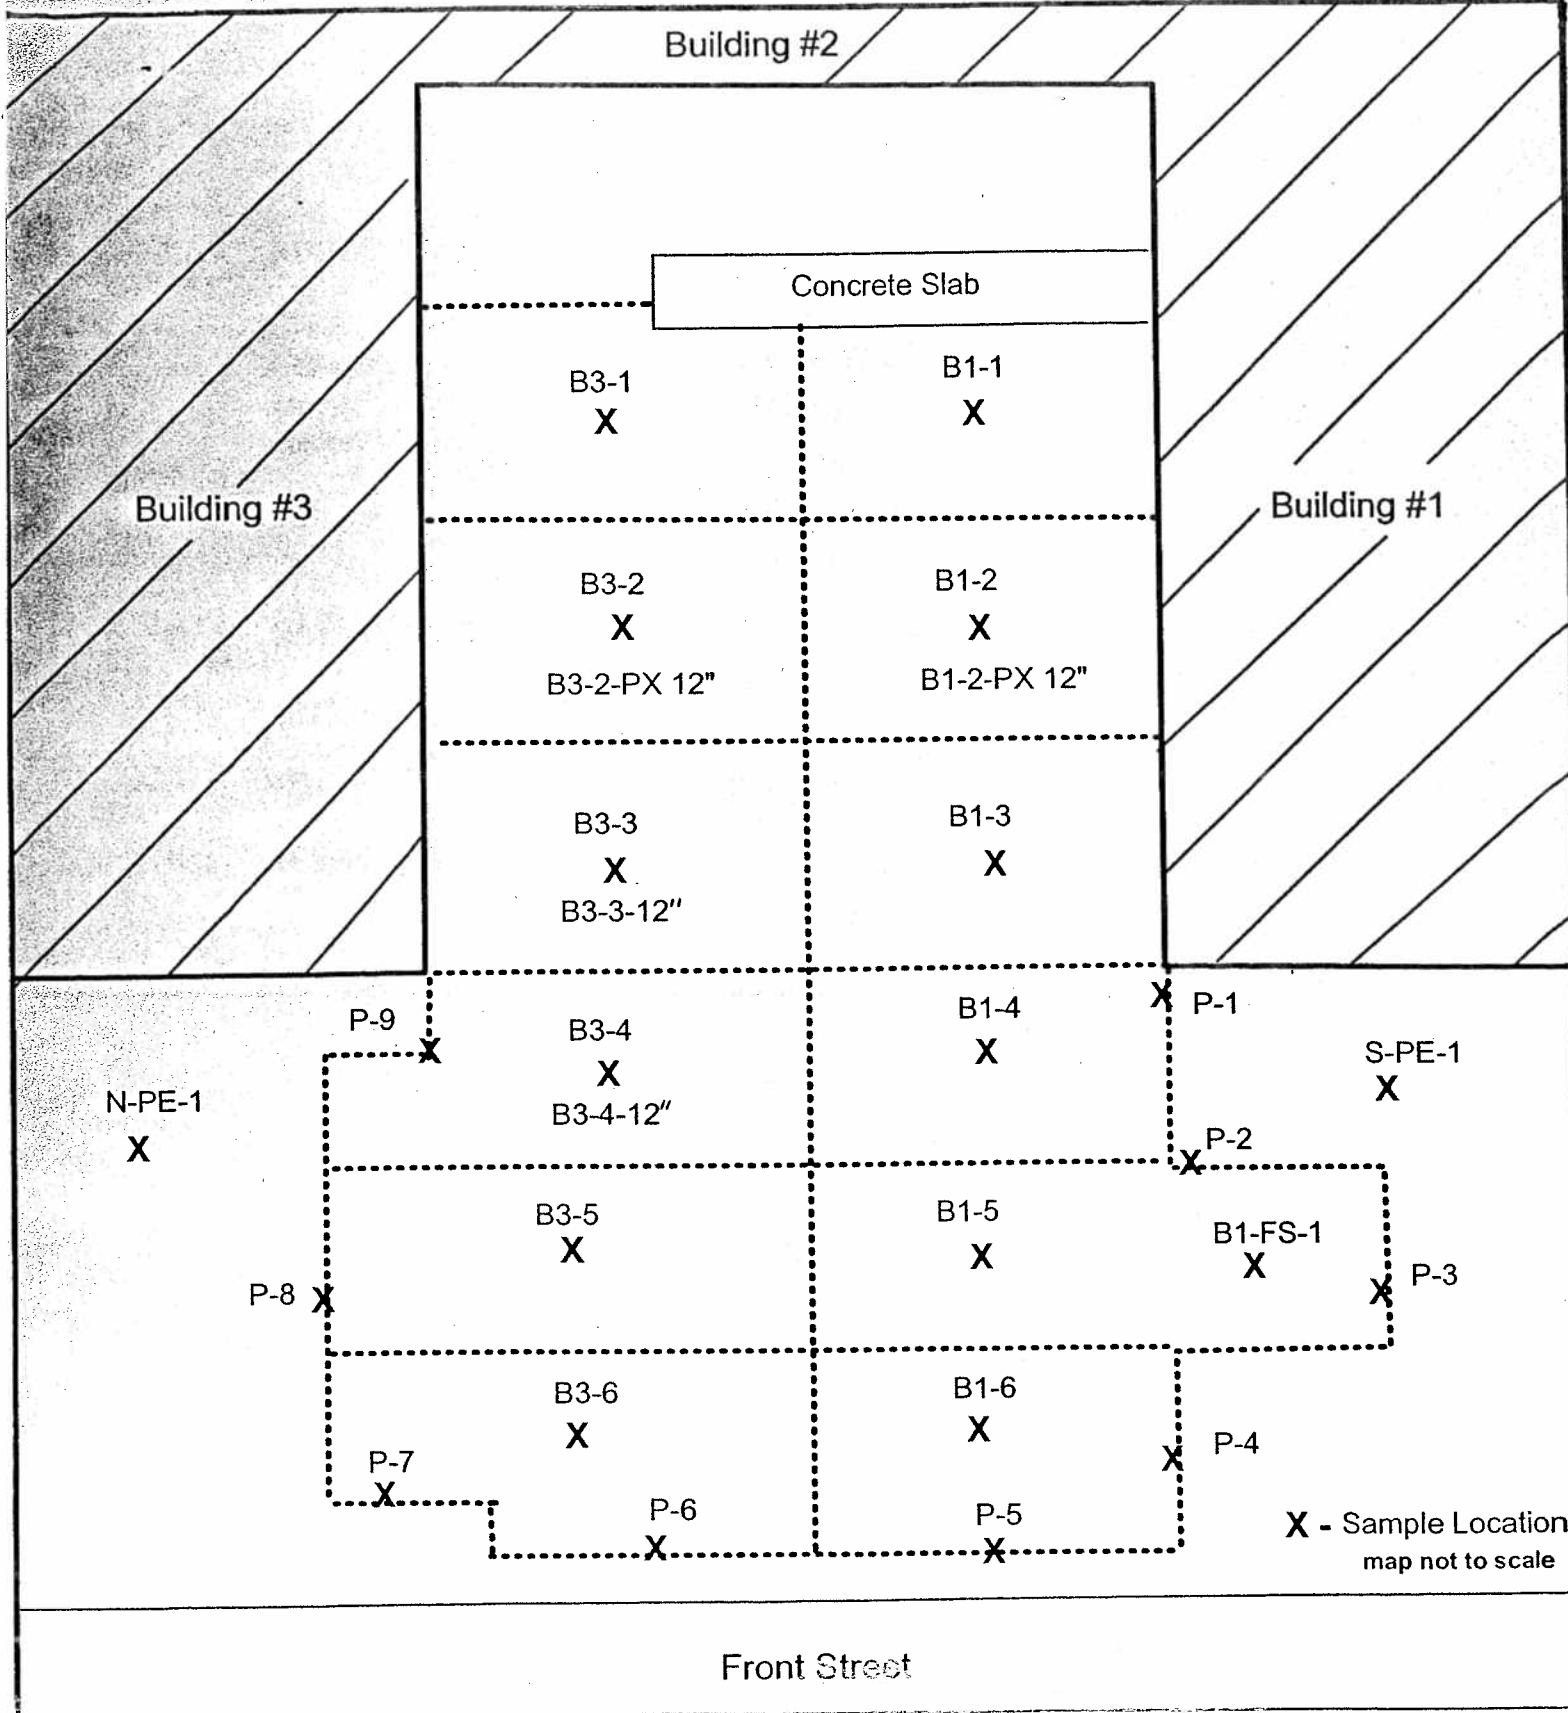 Building #2
Concrete Slab
B3-1
B1-1
X
X
Building #3
Building #1
B3-2
B1-2
X
X
B3-2-PX 12"
B1-2-PX 12"
B3-3
B1-3
X
X
B3-3-12"
P-9
B3-4
B1-4
X
P-1
X
X
X
S-PE-1
X
N-PE-1
B3-4-12"
X
P-2
X
B3-5
B1-5
B1-FS-1
X
X
X
P-8
X
X
P-3
B3-6
B1-6
X
X
P-4
X
P-7
X
P-6
P-5
X
X
X - Sample Location
map not to scale
Front Street